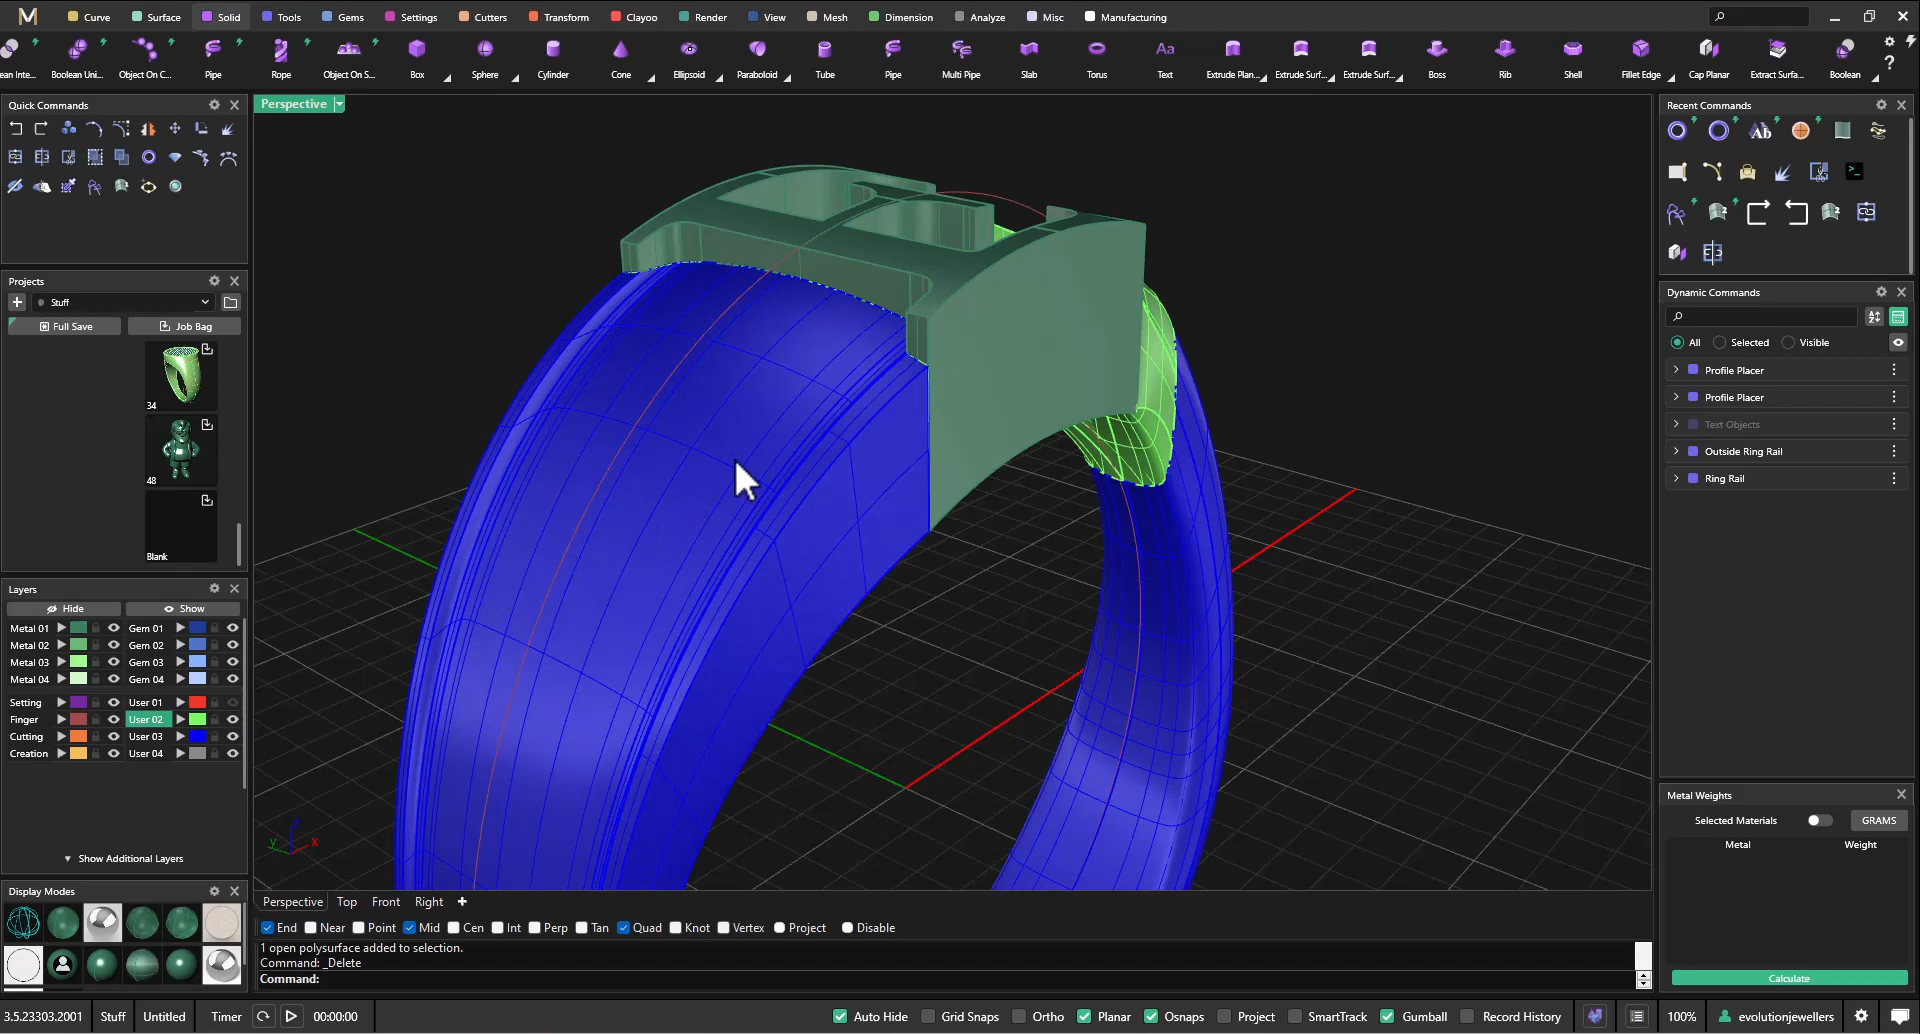 Curve Surface Solid Tools Gems Settings Cutters Transform Clayoo Render View Mesh Dimension Analyze Misc Manufacturing
ean Inte... Boolean Uni... Object On C... Pipe Rope Object On S... Box Sphere Cylinder Cone Ellipsoid Paraboloid Tube Pipe Multi Pipe Slab Torus Text Extrude Plan... Extrude Surf... Extrude Surf... Boss Rib Shell Fillet Edge Cap Planar Extract Surfa... Boolean
Quick Commands
Perspective
Recent Commands
Projects
Stuff
Full Save Job Bag
34
48
Blank
Dynamic Commands
All Selected Visible
Profile Placer
Profile Placer
Text Objects
Outside Ring Rail
Ring Rail
Layers
Hide Show
Metal 01 Gem 01
Metal 02 Gem 02
Metal 03 Gem 03
Metal 04 Gem 04
Setting User 01
Finger User 02
Cutting User 03
Creation User 04
Show Additional Layers
z
y x
Metal Weights
Selected Materials GRAMS
Metal Weight
Calculate
Display Modes
Perspective Top Front Right
End Near Point Mid Cen Int Perp Tan Quad Knot Vertex Project Disable
1 open polysurface added to selection.
Command: _Delete
Command:
3.5.23303.2001 Stuff Untitled Timer 00:00:00 Auto Hide Grid Snaps Ortho Planar Osnaps Project SmartTrack Gumball Record History 100% evolutionjewellers